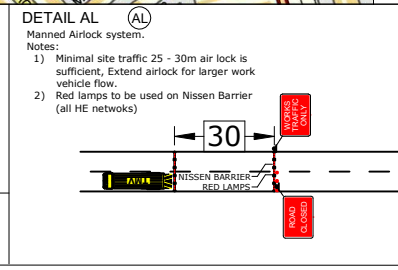 DETAIL AL
AL
Manned Airlock system.
Notes:
1) Minimal site traffic 25 - 30m air lock is
sufficient, Extend airlock for larger work
vehicle flow.
2) Red lamps to be used on Nissen Barrier
(all HE netwoks)
WORKS
TRAFFIC
ONLY
30
TMV
NISSEN BARRIER
RED LAMPS
ROAD
CLOSED